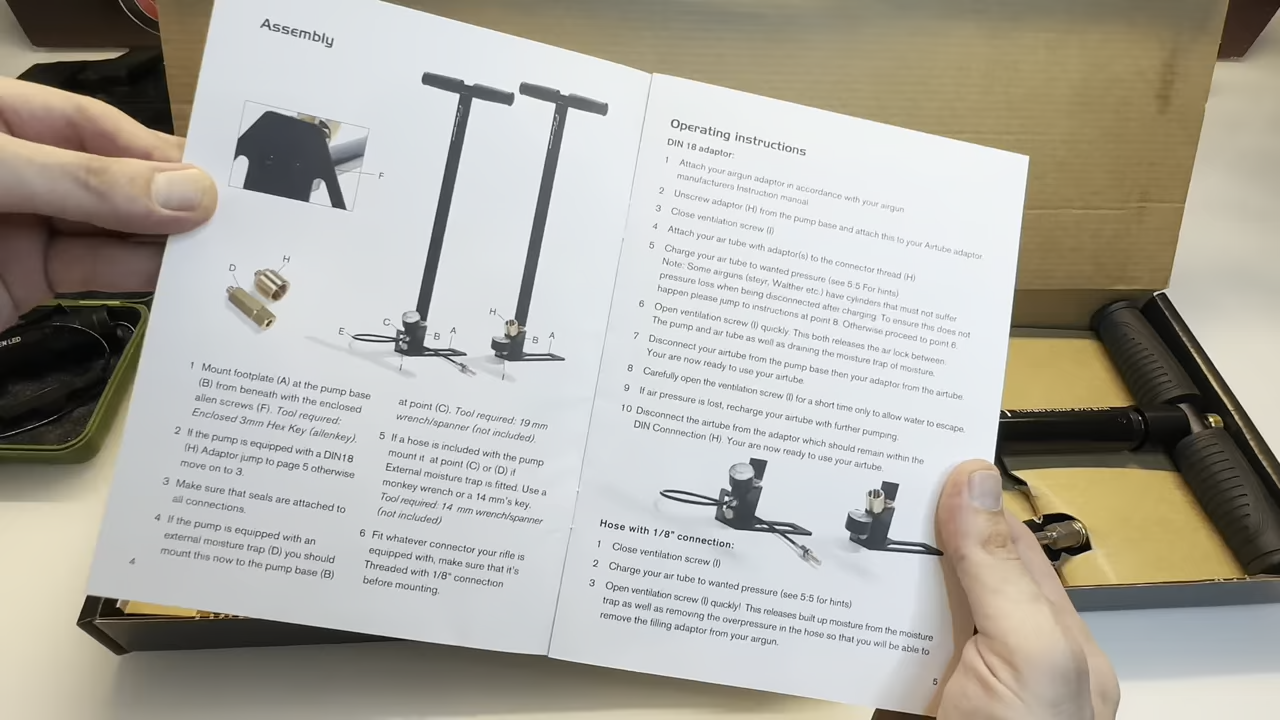 Assembly
F
D
H
E
C
B
A
I
H
B
A
I
1 Mount footplate (A) at the pump base
(B) from beneath with the enclosed
allen screws (F). Tool required:
Enclosed 3mm Hex Key (allenkey).
2 If the pump is equipped with a DIN18
(H) Adaptor jump to page 5 otherwise
move on to 3.
3 Make sure that seals are attached to
all connections.
4 If the pump is equipped with an
external moisture trap (D) you should
mount this now to the pump base (B)
at point (C). Tool required: 19 mm
wrench/spanner (not included).
5 If a hose is included with the pump
mount it at point (C) or (D) if
External moisture trap is fitted. Use a
monkey wrench or a 14 mm's key.
Tool required: 14 mm wrench/spanner
(not included)
6 Fit whatever connector your rifle is
equipped with, make sure that it's
Threaded with 1/8" connection
before mounting.
4
Operating instructions
DIN 18 adaptor:
1 Attach your airgun adaptor in accordance with your airgun
manufacturers Instruction manual
2 Unscrew adaptor (H) from the pump base and attach this to your Airtube adaptor
3 Close ventilation screw (I)
4 Attach your air tube with adaptor(s) to the connector thread (H)
5 Charge your air tube to wanted pressure (see 5:5 For hints)
Note: Some airguns (steyr, Walther etc.) have cylinders that must not suffer
pressure loss when being disconnected after charging. To ensure this does not
happen please jump to instructions at point 8. Otherwise proceed to point 6.
6 Open ventilation screw (I) quickly. This both releases the air lock between
The pump and air tube as well as draining the moisture trap of moisture.
7 Disconnect your airtube from the pump base then your adaptor from the airtube.
Your are now ready to use your airtube.
8 Carefully open the ventilation screw (I) for a short time only to allow water to escape.
9 If air pressure is lost, recharge your airtube with further pumping.
10 Disconnect the airtube from the adaptor which should remain within the
DIN Connnection (H). You are now ready to use your airtube.
Hose with 1/8" connection:
1 Close ventilation screw (I)
2 Charge your air tube to wanted pressure (see 5:5 for hints)
3 Open ventilation screw (I) quickly! This releases built up moisture from the moisture
trap as well as removing the overpressure in the hose so that you will be able to
remove the filling adaptor from your airgun.
5
TURBO PUMP 270 BAR
EN LED